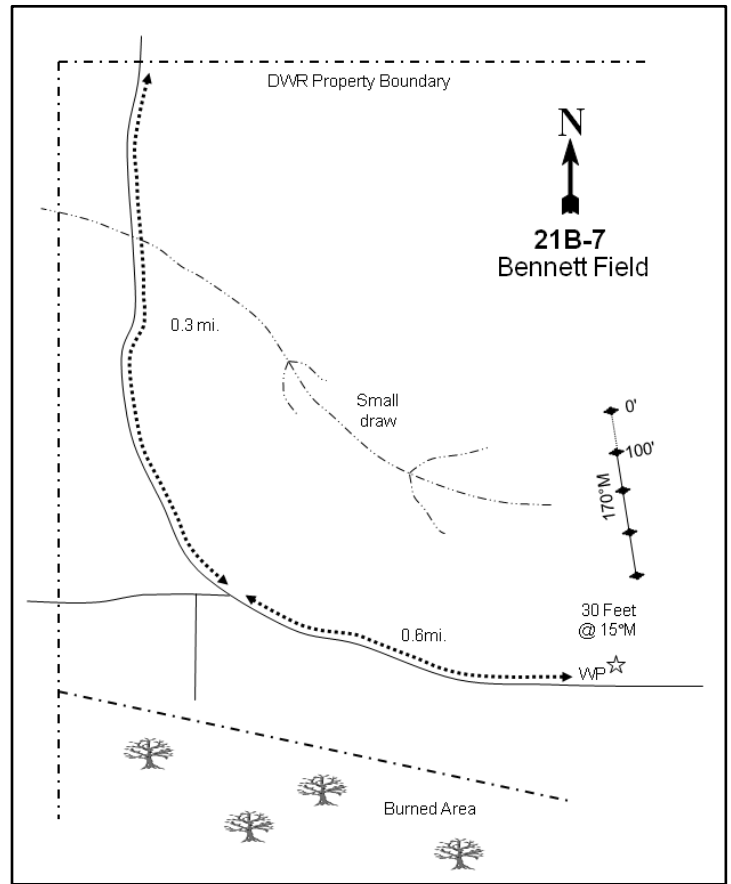 DWR Property Boundary
N
21B-7
Bennett Field
0.3 mi.
Small
draw
0'
100'
170°M
30 Feet
@ 15°M
0.6mi.
WP
Burned Area